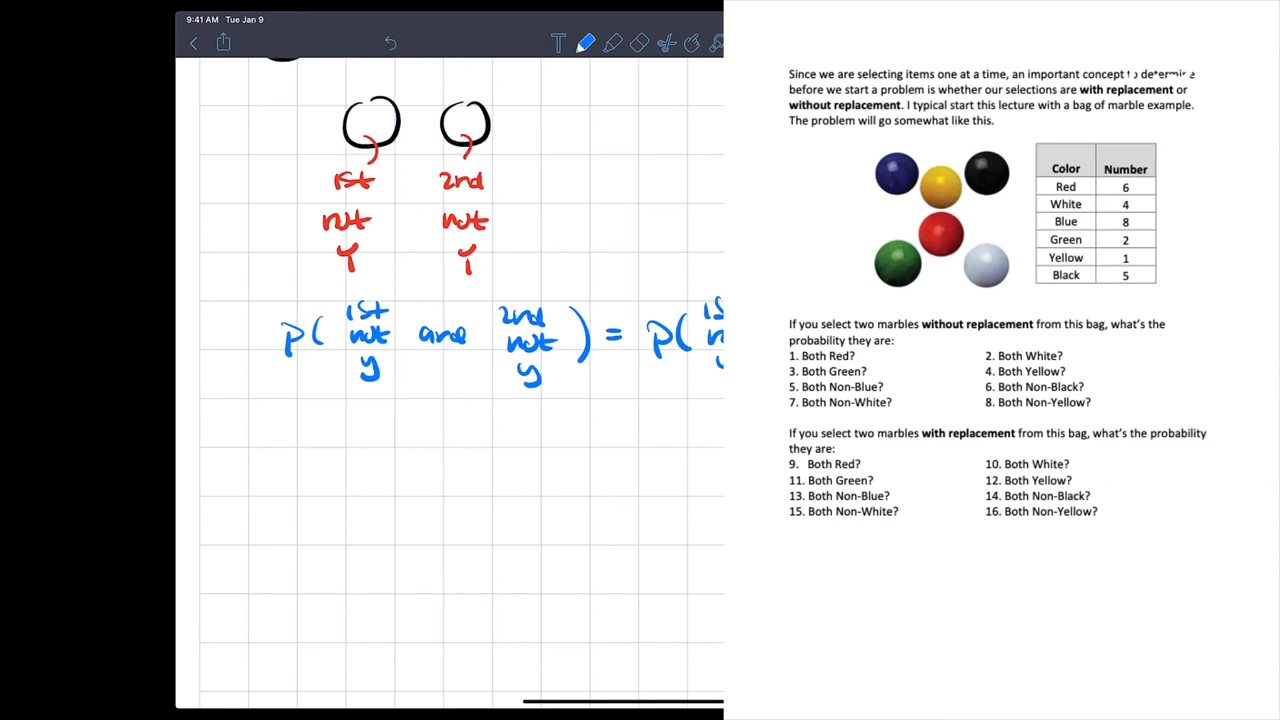 9:41 AM Tue Jan 9
T
1st 2nd
not not
Y Y
P( 1st not y and 2nd not y ) = P(
Since we are selecting items one at a time, an important concept to determine
before we start a problem is whether our selections are with replacement or
without replacement. I typical start this lecture with a bag of marble example.
The problem will go somewhat like this.
Color Number
Red 6
White 4
Blue 8
Green 2
Yellow 1
Black 5
If you select two marbles without replacement from this bag, what's the
probability they are:
1. Both Red? 2. Both White?
3. Both Green? 4. Both Yellow?
5. Both Non-Blue? 6. Both Non-Black?
7. Both Non-White? 8. Both Non-Yellow?
If you select two marbles with replacement from this bag, what's the probability
they are:
9. Both Red? 10. Both White?
11. Both Green? 12. Both Yellow?
13. Both Non-Blue? 14. Both Non-Black?
15. Both Non-White? 16. Both Non-Yellow?